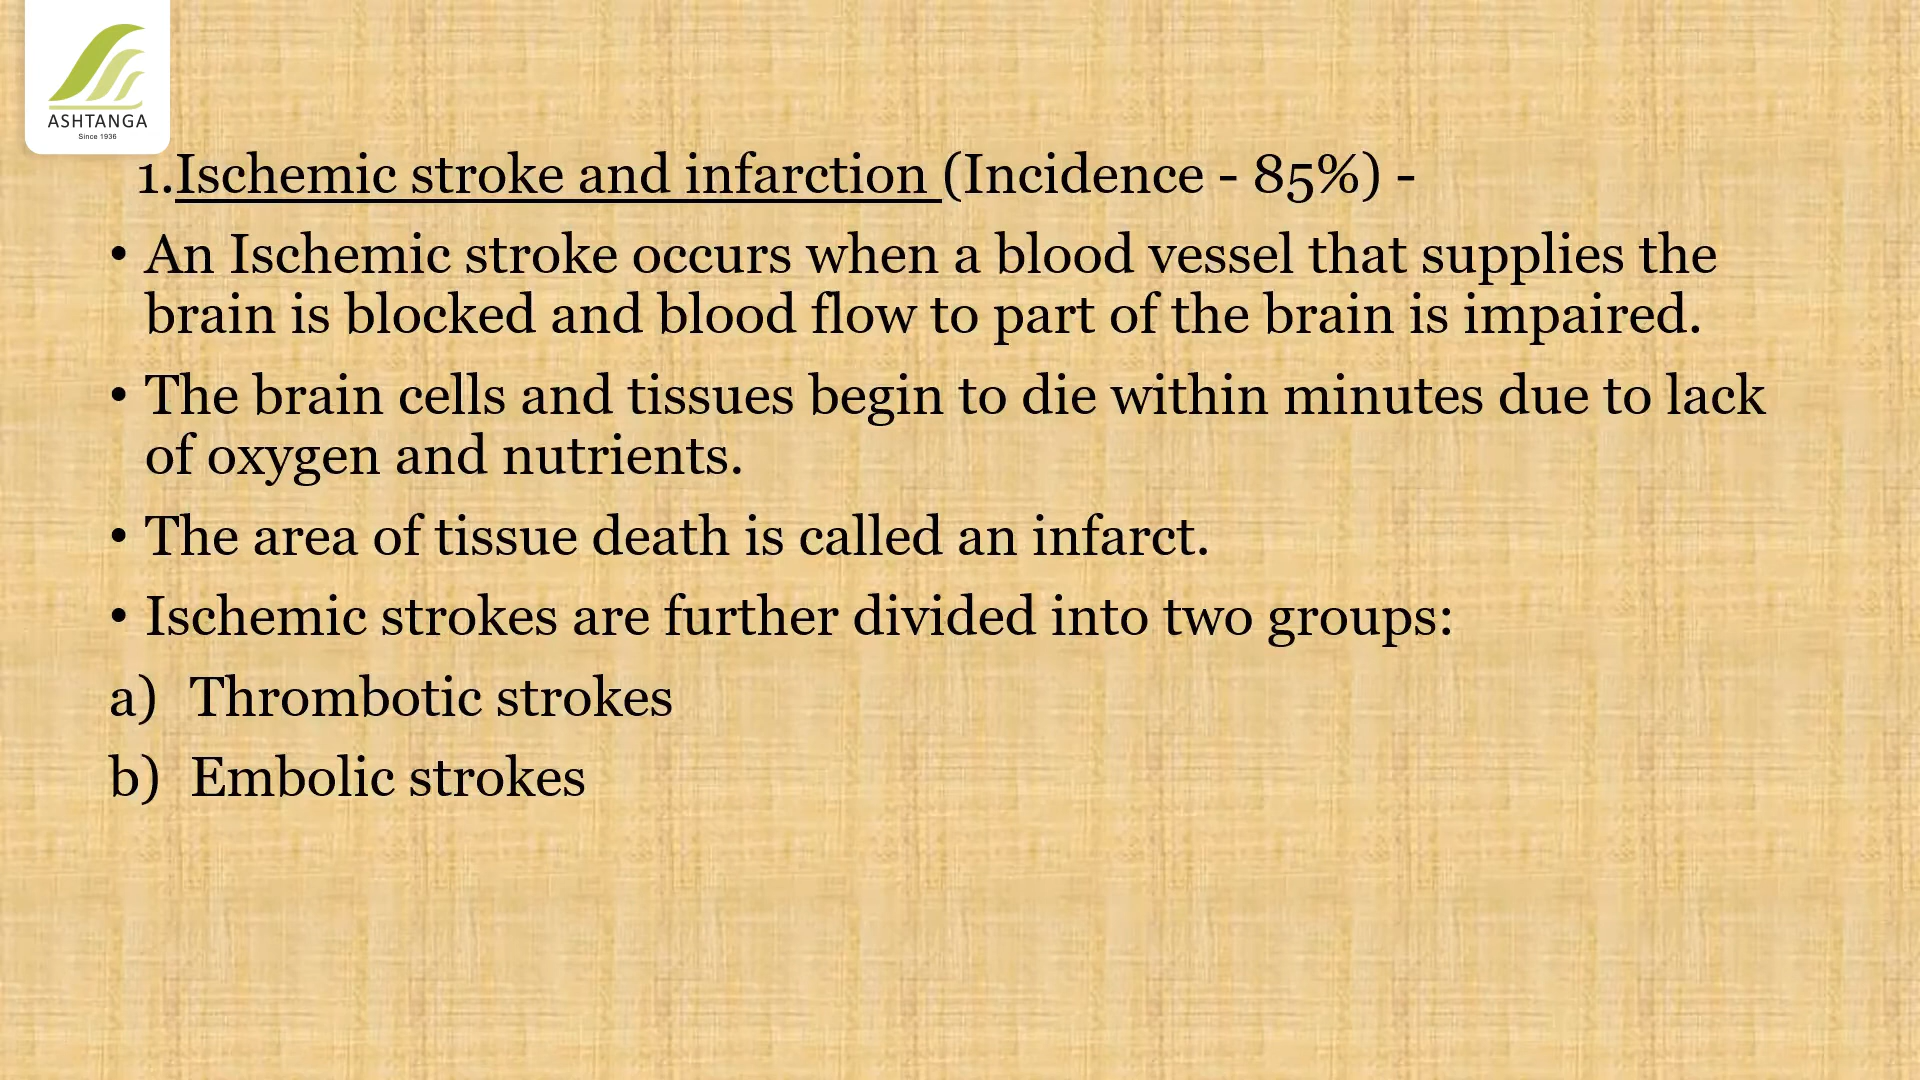 ASHTANGA
Since 1936
1.Ischemic stroke and infarction (Incidence - 85%) -
• An Ischemic stroke occurs when a blood vessel that supplies the
brain is blocked and blood flow to part of the brain is impaired.
• The brain cells and tissues begin to die within minutes due to lack
of oxygen and nutrients.
• The area of tissue death is called an infarct.
• Ischemic strokes are further divided into two groups:
a) Thrombotic strokes
b) Embolic strokes